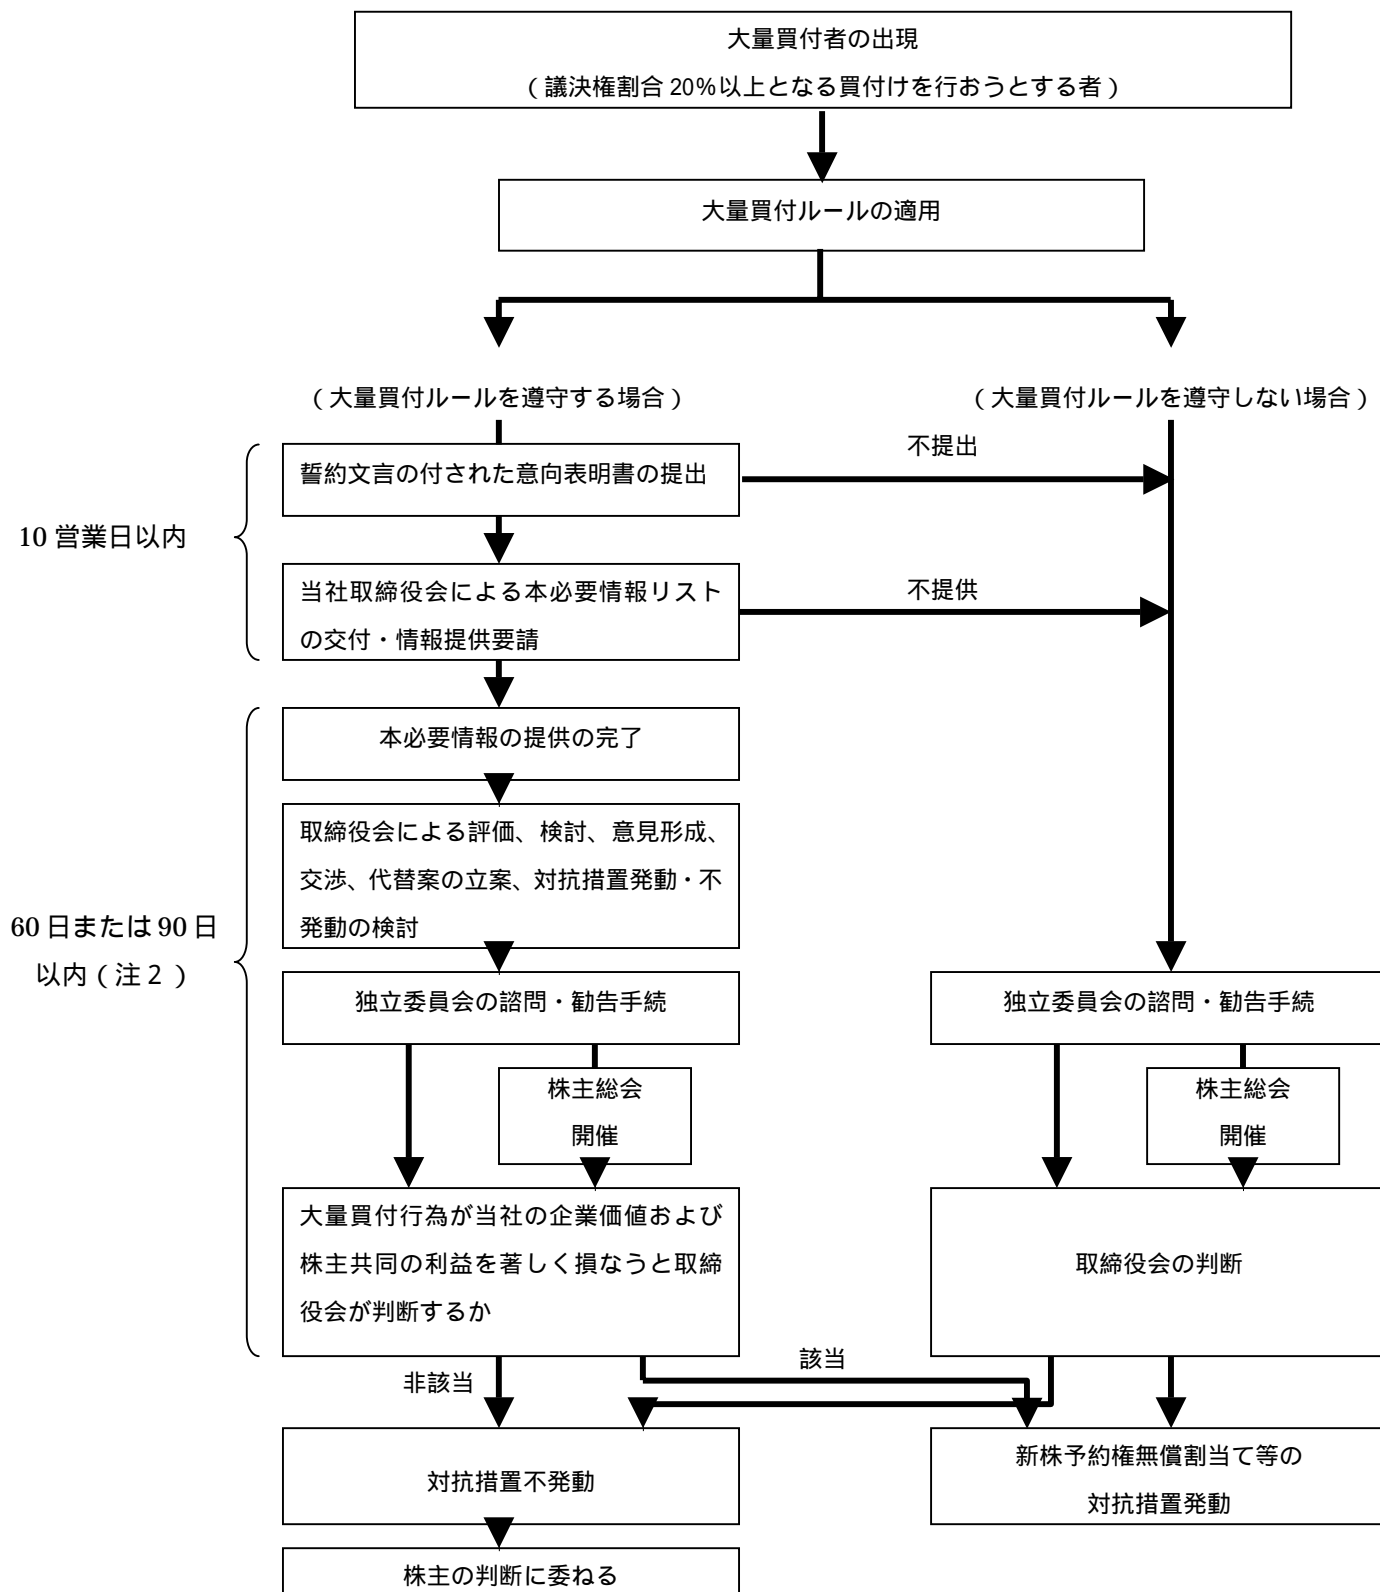 大量買付者の出現
(議決権割合 20%以上となる買付けを行おうとする者)
大量買付ルールの適用
(大量買付ルールを遵守する場合)
(大量買付ルールを遵守しない場合)
誓約文言の付された意向表明書の提出
不提出
10 営業日以内
当社取締役会による本必要情報リスト
の交付・情報提供要請
不提供
本必要情報の提供の完了
取締役会による評価、検討、意見形成、
交渉、代替案の立案、対抗措置発動・不
発動の検討
60 日または 90 日
以内(注2)
独立委員会の諮問・勧告手続
独立委員会の諮問・勧告手続
株主総会
開催
株主総会
開催
大量買付行為が当社の企業価値および
株主共同の利益を著しく損なうと取締
役会が判断するか
取締役会の判断
非該当
該当
対抗措置不発動
新株予約権無償割当て等の
対抗措置発動
株主の判断に委ねる